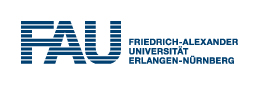 FAU
FRIEDRICH-ALEXANDER
UNIVERSITÄT
ERLANGEN-NÜRNBERG